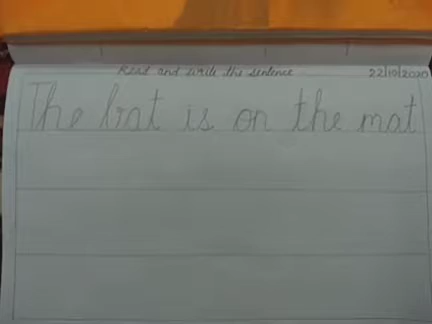 Read and write the sentence 22/10/2020
The bat is on the mat